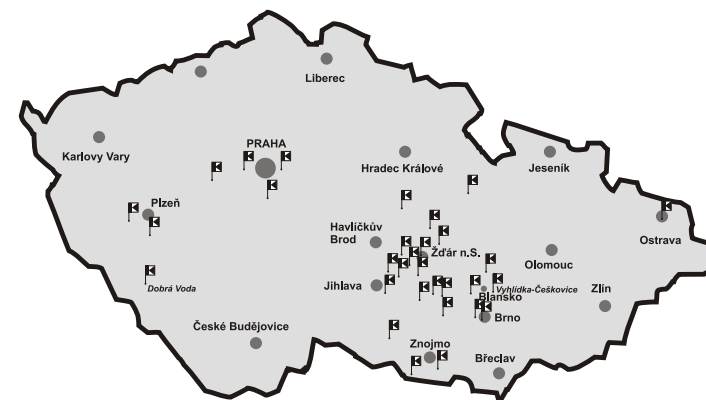 Liberec
PRAHA
Karlovy Vary
Hradec Králové
Jeseník
Plzeň
Havlíčkův
Brod
Ostrava
Žďár n.S.
Olomouc
Dobrá Voda
Jihlava
Vyhlídka-Češkovice
Blansko
Zlín
Brno
České Budějovice
Znojmo
Břeclav